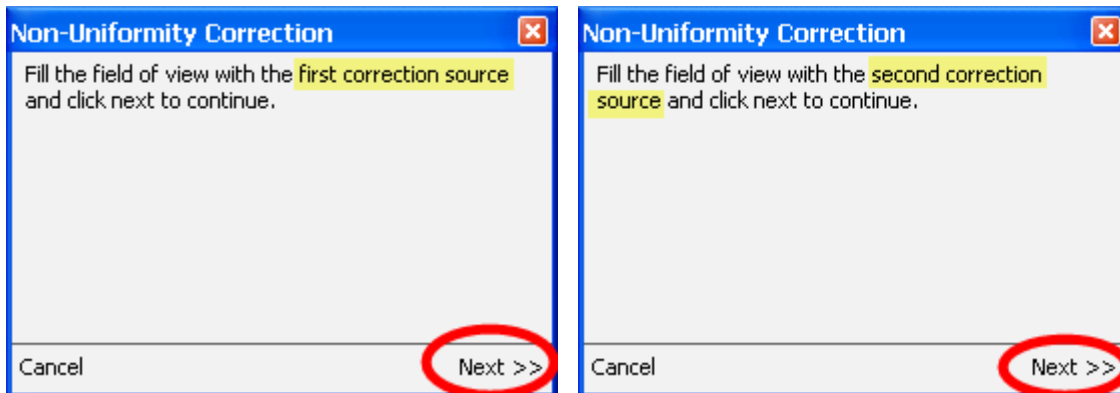 Non-Uniformity Correction
Fill the field of view with the first correction source
and click next to continue.
Cancel
Next >>
Non-Uniformity Correction
Fill the field of view with the second correction
source and click next to continue.
Cancel
Next >>